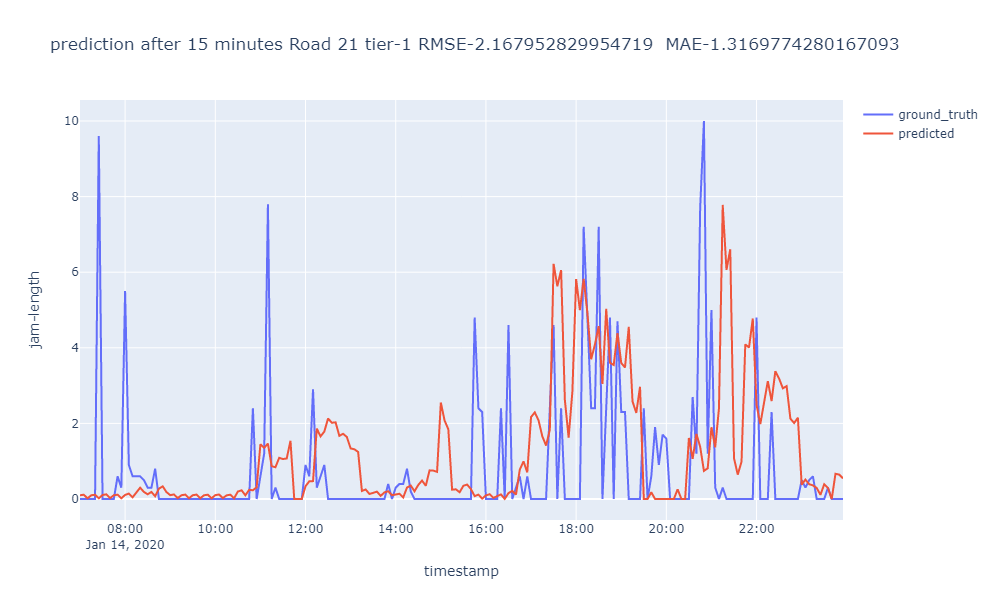 prediction after 15 minutes Road 21 tier-1 RMSE-2.167952829954719 MAE-1.3169774280167093
ground_truth
predicted
10
8
6
4
2
0
jam-length
08:00 10:00 12:00 14:00 16:00 18:00 20:00 22:00
Jan 14, 2020
timestamp